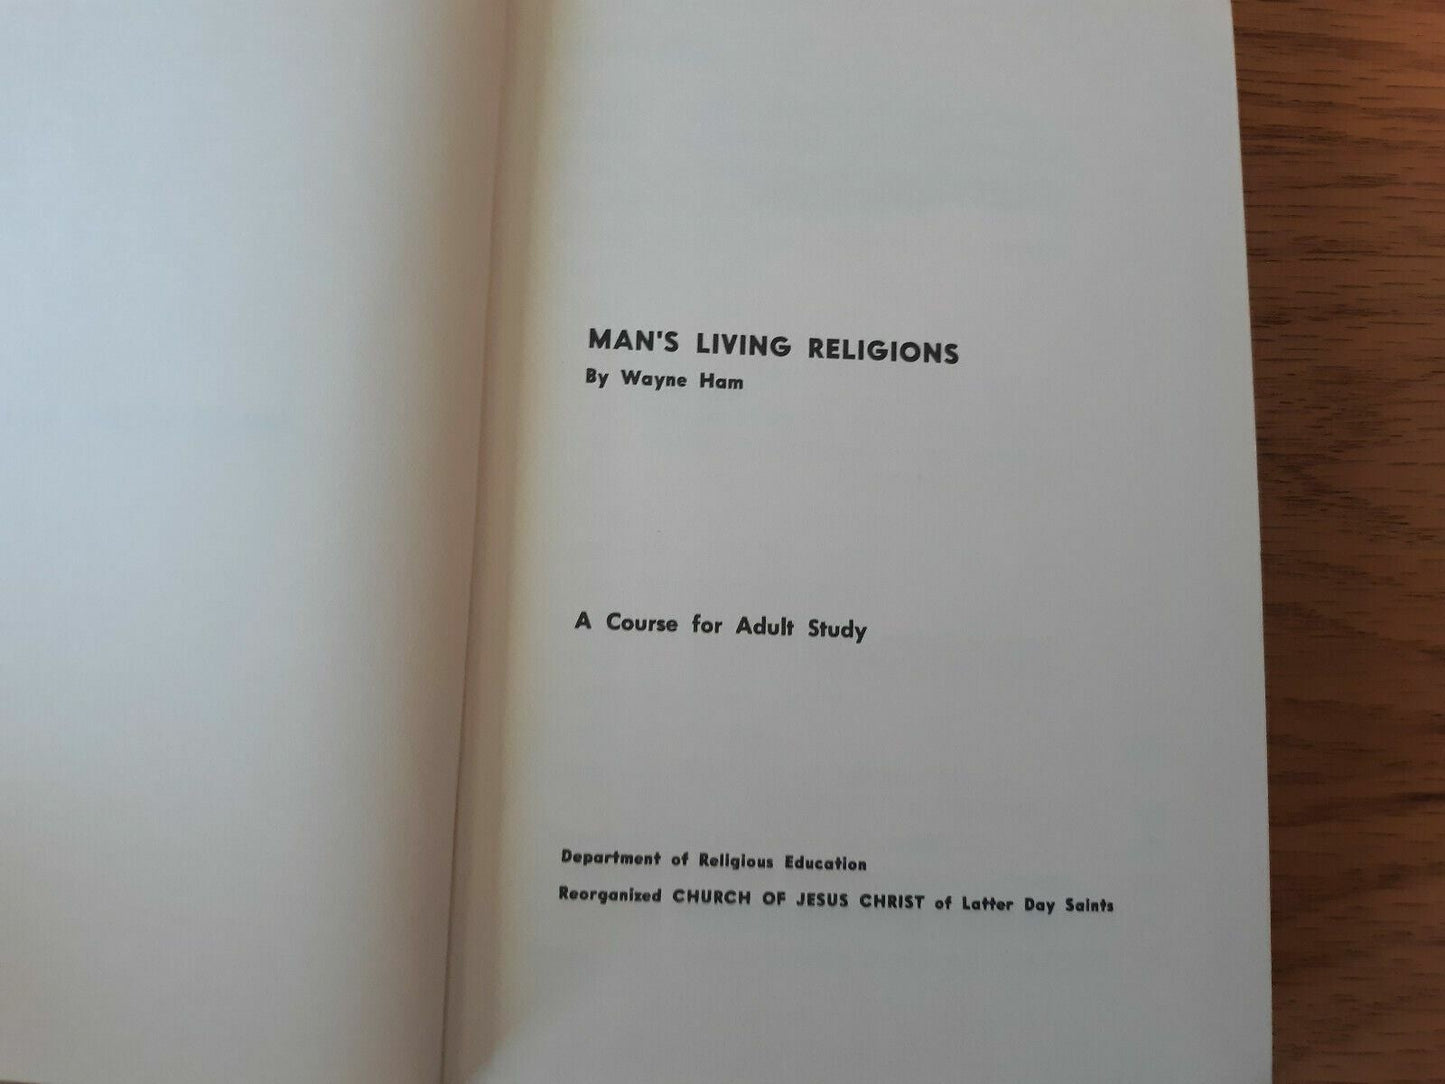 MAN'S LIVING RELIGIONS
By Wayne Ham
A Course for Adult Study
Department of Religious Education
Reorganized CHURCH OF JESUS CHRIST of Latter Day Saints